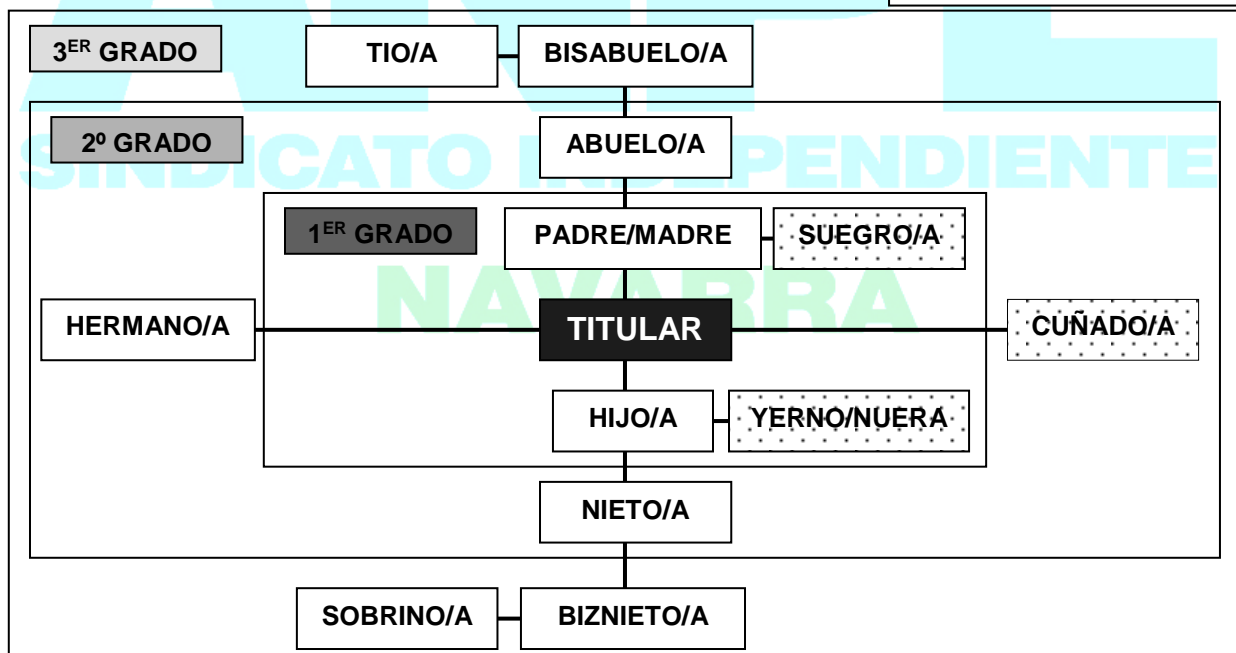 3ER GRADO
TIO/A
BISABUELO/A
2º GRADO
ABUELO/A
SINDICATO INDEPENDIENTE
1ER GRADO
PADRE/MADRE
SUEGRO/A
NAVARRA
HERMANO/A
TITULAR
CUÑADO/A
HIJO/A
YERNO/NUERA
NIETO/A
SOBRINO/A
BIZNIETO/A